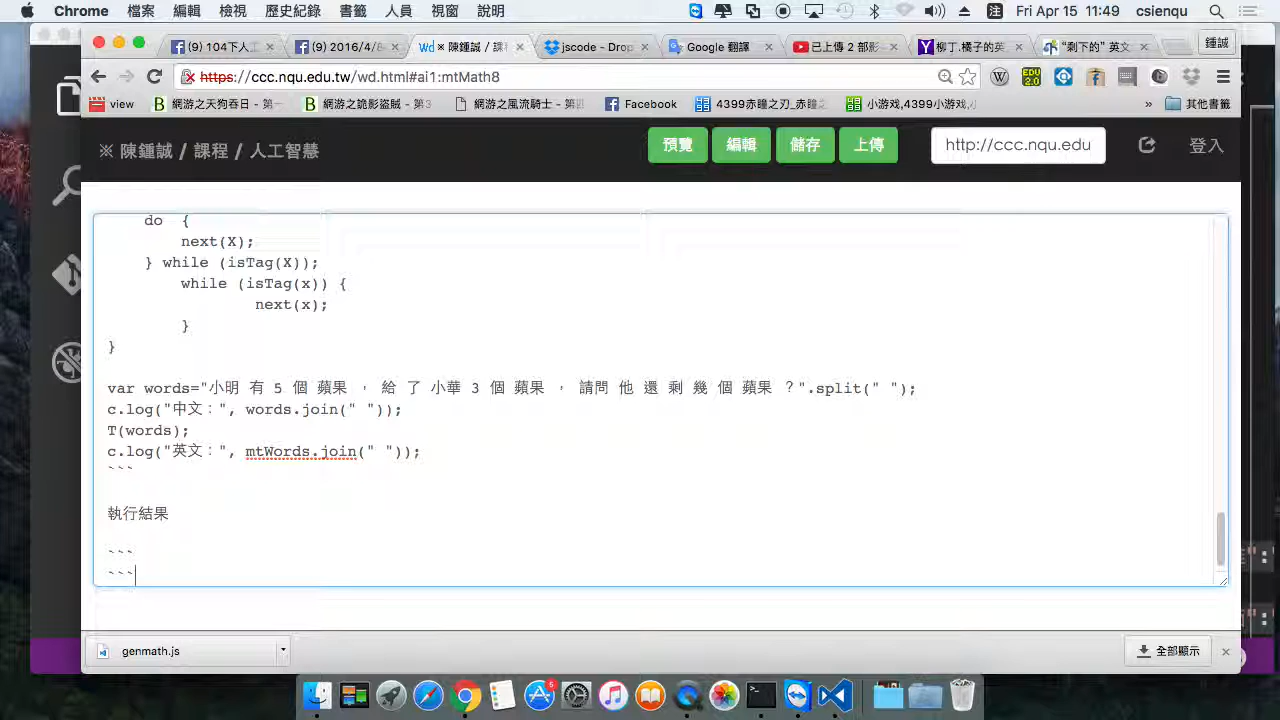 Chrome 檔案 編輯 檢視 歷史紀錄 書籤 人員 視窗 說明 注 Fri Apr 15 11:49 csienqu
(9) 104下人工 (9) 2016/4/8 Wd ※ 陳鍾誠 / 課程 jscode - Drop Google 翻譯 已上傳 2 部影 柳丁.橘子的英 "剩下的" 英文 鍾誠
https://ccc.nqu.edu.tw/wd.html#ai1:mtMath8
view 網游之天狗春日 - 第一 網游之詭影盜賊 - 第3 網游之風流騎士 - 第 Facebook 4399赤瞳之刃,赤瞳之 小游戏,4399小游戏, » 其他書籤
※ 陳鍾誠 / 課程 / 人工智慧 預覽 編輯 儲存 上傳 http://ccc.nqu.edu 登入
do {
next(X);
} while (isTag(X));
while (isTag(x)) {
next(x);
}
}
var words="小明 有 5 個 蘋果 , 給 了 小華 3 個 蘋果 , 請問 他 還 剩 幾 個 蘋果 ?".split(" ");
c.log("中文:", words.join(" "));
T(words);
c.log("英文:", mtWords.join(" "));
```
執行結果
```
```
genmath.js 全部顯示
6